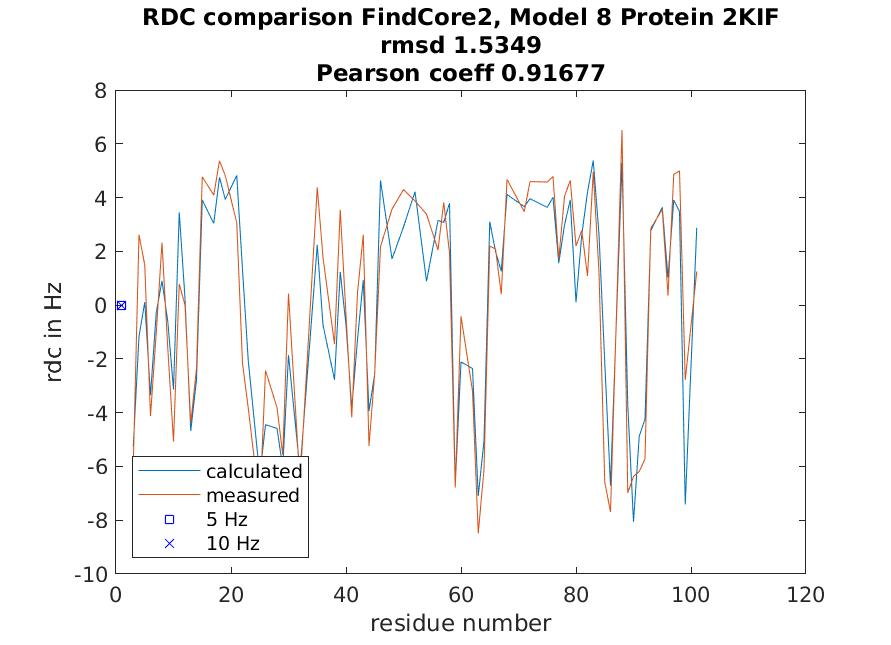 RDC comparison FindCore2, Model 8 Protein 2KIF
rmsd 1.5349
Pearson coeff 0.91677
8
6
4
2
0
-2
-4
-6
-8
-10
rdc in Hz
calculated
measured
5 Hz
10 Hz
0 20 40 60 80 100 120
residue number